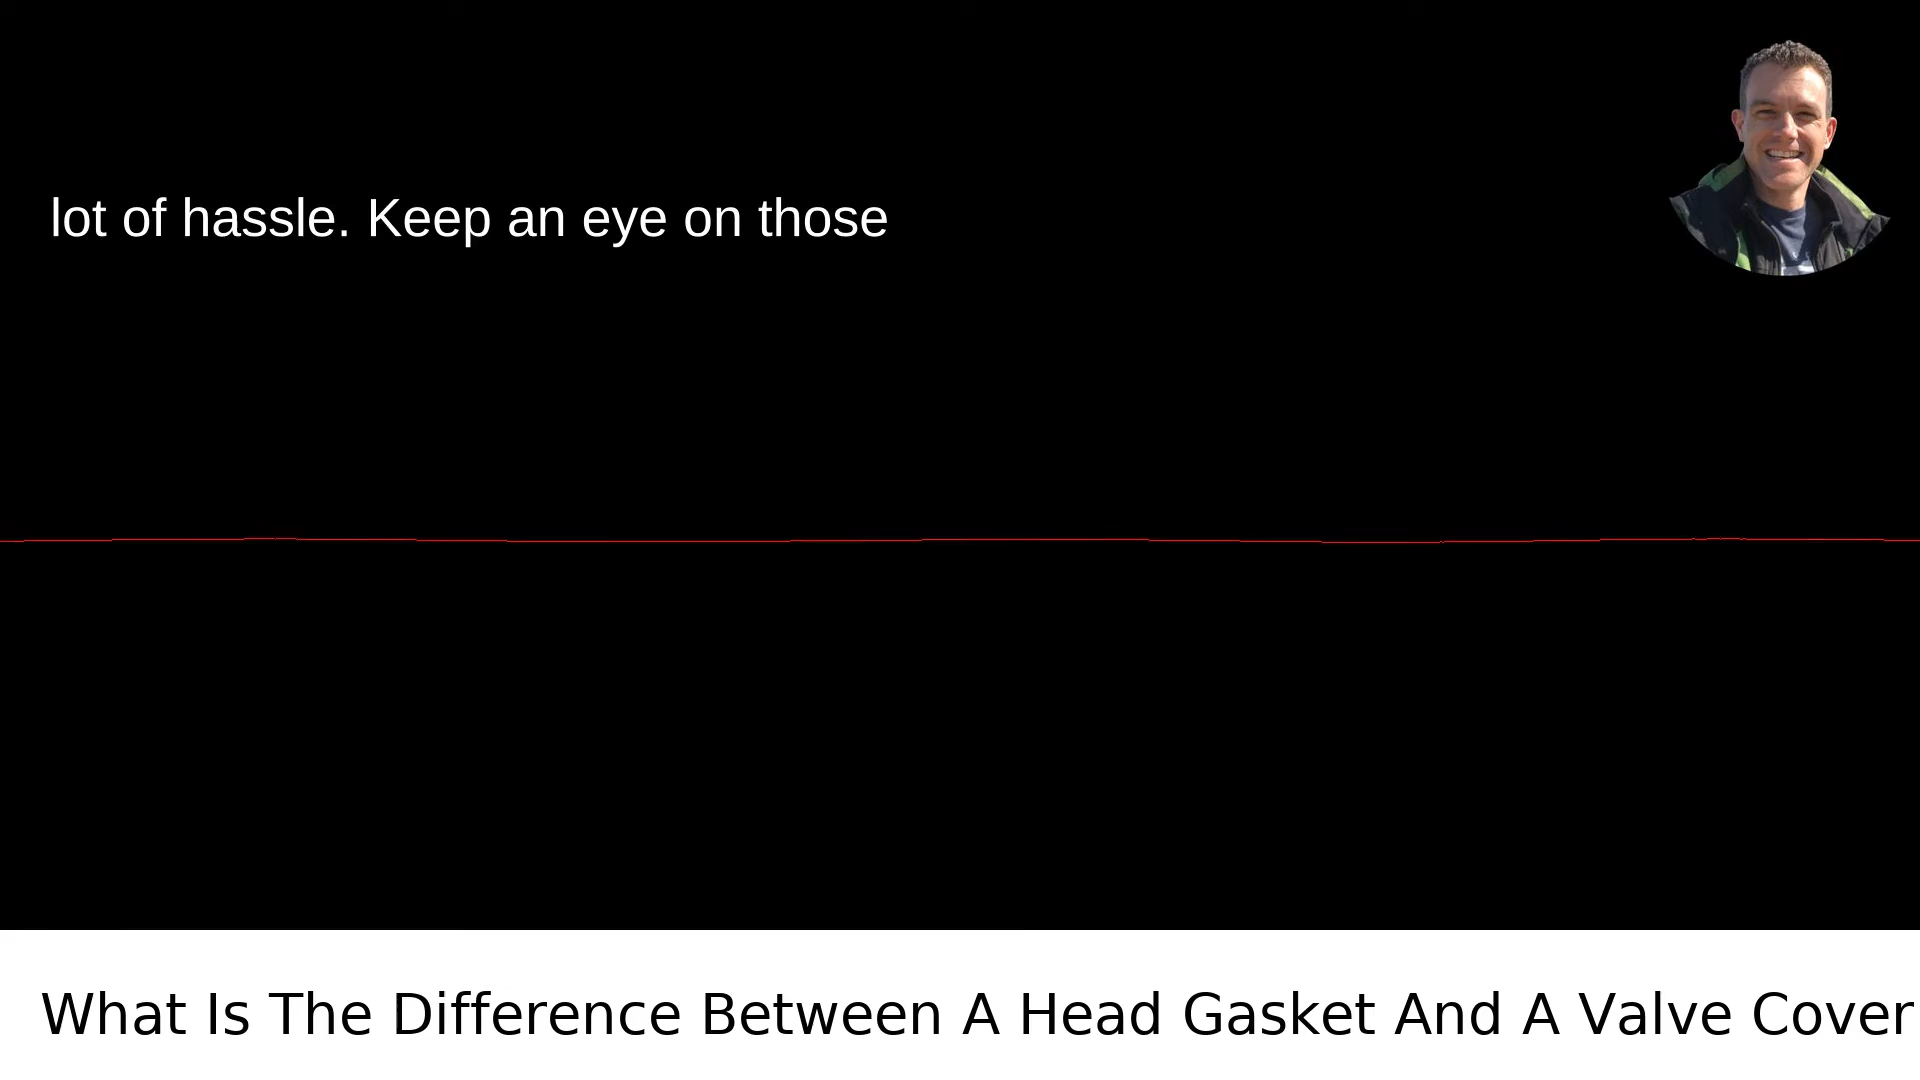 lot of hassle. Keep an eye on those
What Is The Difference Between A Head Gasket And A Valve Cover